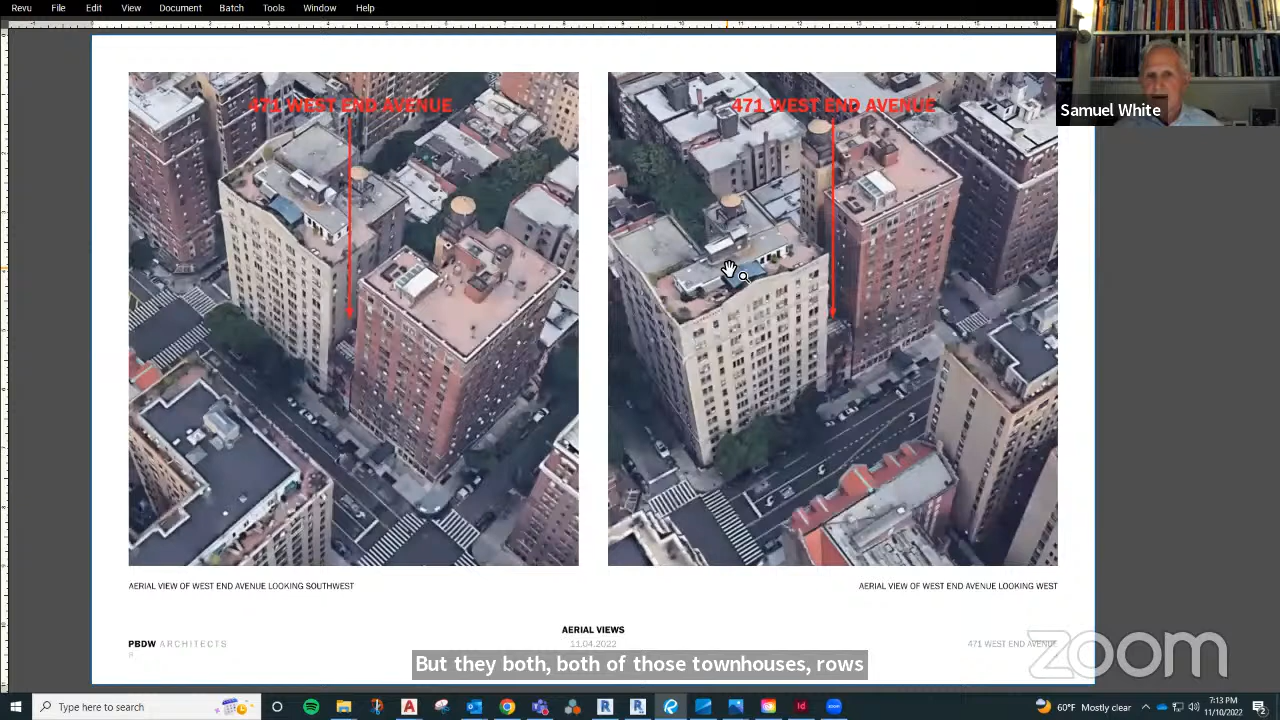 Revu File Edit View Document Batch Tools Window Help
Samuel White
471 WEST END AVENUE
471 WEST END AVENUE
AERIAL VIEW OF WEST END AVENUE LOOKING SOUTHWEST
AERIAL VIEW OF WEST END AVENUE LOOKING WEST
AERIAL VIEWS
11.04.2022
PBDW ARCHITECTS
471 WEST END AVENUE
But they both, both of those townhouses, rows
zoom
Type here to search
60°F Mostly clear
7:13 PM
11/10/2022